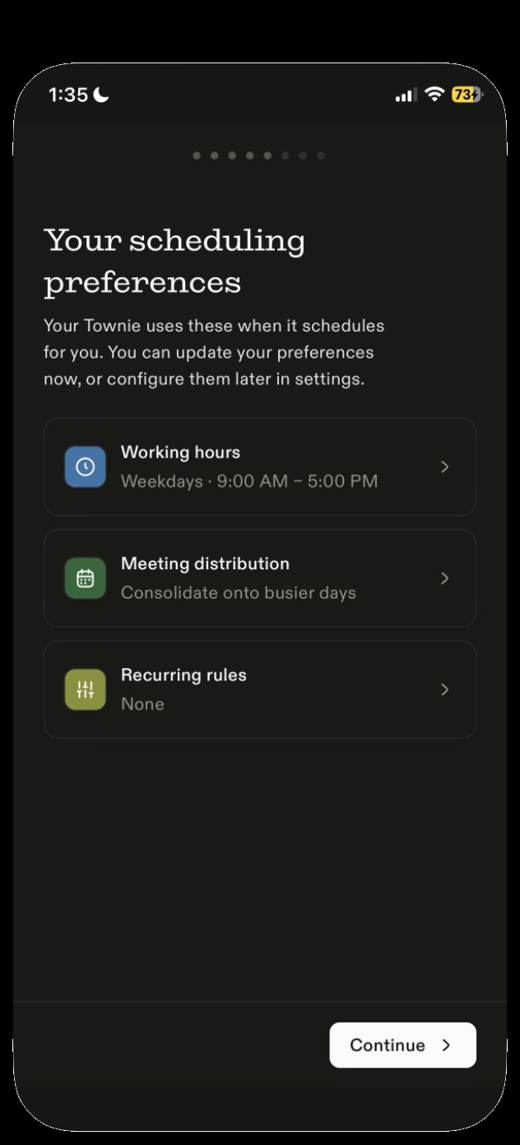 1:35
73
Your scheduling
preferences
Your Townie uses these when it schedules
for you. You can update your preferences
now, or configure them later in settings.
Working hours
Weekdays · 9:00 AM – 5:00 PM
Meeting distribution
Consolidate onto busier days
Recurring rules
None
Continue